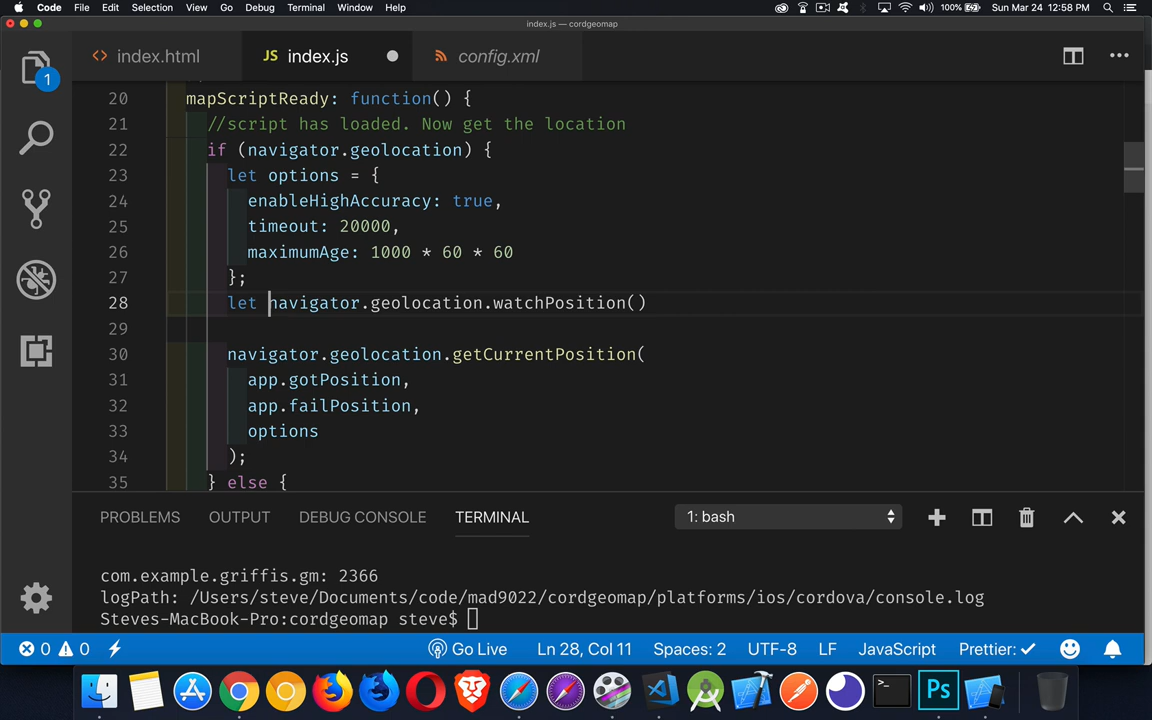 Code File Edit Selection View Go Debug Terminal Window Help 100% Sun Mar 24 12:58 PM
index.js — cordgeomap
1
<> index.html
JS index.js
config.xml
20 mapScriptReady: function() {
21 //script has loaded. Now get the location
22 if (navigator.geolocation) {
23 let options = {
24 enableHighAccuracy: true,
25 timeout: 20000,
26 maximumAge: 1000 * 60 * 60
27 };
28 let navigator.geolocation.watchPosition()
29
30 navigator.geolocation.getCurrentPosition(
31 app.gotPosition,
32 app.failPosition,
33 options
34 );
35 } else {
PROBLEMS OUTPUT DEBUG CONSOLE TERMINAL 1: bash
com.example.griffis.gm: 2366
logPath: /Users/steve/Documents/code/mad9022/cordgeomap/platforms/ios/cordova/console.log
Steves-MacBook-Pro:cordgeomap steve$
0 0 Go Live Ln 28, Col 11 Spaces: 2 UTF-8 LF JavaScript Prettier: ✓
>_ Ps